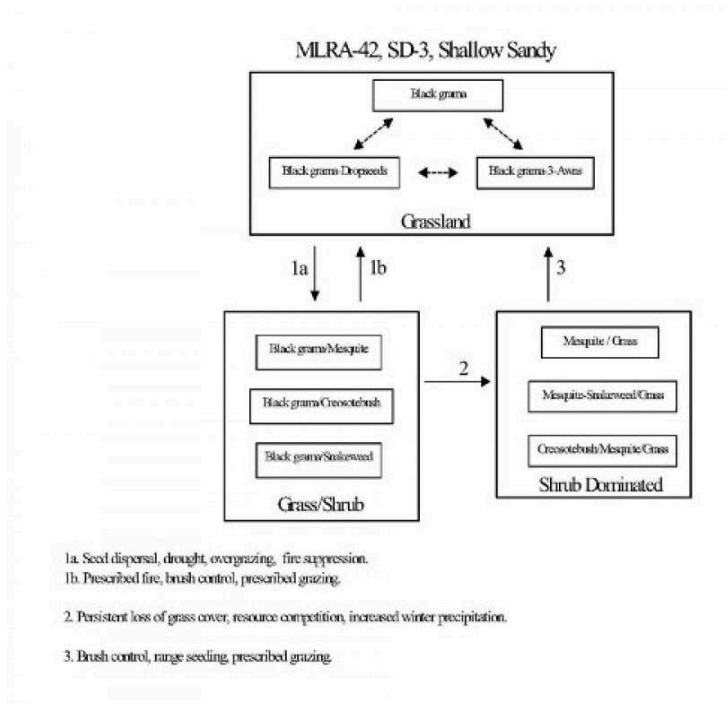 MLRA-42, SD-3, Shallow Sandy
Black grama
Black grama-Dropseeds
Black grama-3-Awns
Grassland
1a
1b
3
Black grama/Mesquite
Black grama/Creosotebush
Black grama/Snakeweed
Grass/Shrub
2
Mesquite / Grass
Mesquite-Snakeweed/Grass
Creosotebush/Mesquite/Grass
Shrub Dominated
1a. Seed dispersal, drought, overgrazing, fire suppression.
1b. Prescribed fire, brush control, prescribed grazing.
2. Persistent loss of grass cover, resource competition, increased winter precipitation.
3. Brush control, range seeding, prescribed grazing.